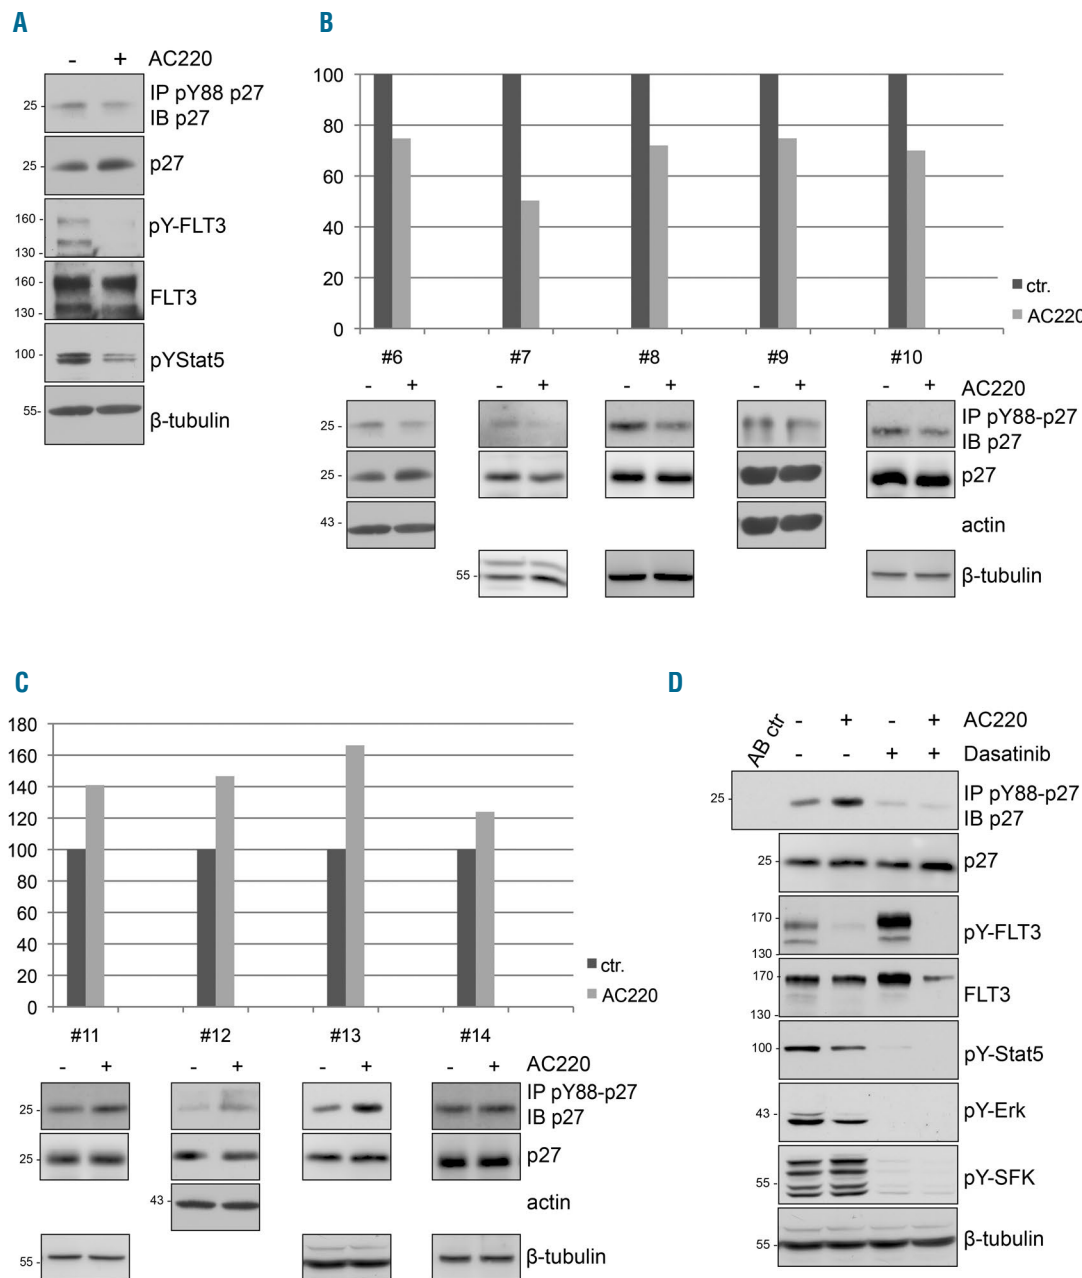 A
- + AC220
25 - IP pY88 p27
IB p27
25 - p27
160 - pY-FLT3
130 -
160 - FLT3
130 -
100 - pYStat5
55- β-tubulin
B
100
80
60
40
20
0
ctr.
AC220
#6 #7 #8 #9 #10
- + - + - + - + - + AC220
25 - IP pY88-p27
IB p27
25 - p27
43 - actin
55 - β-tubulin
C
180
160
140
120
100
80
60
40
20
0
ctr.
AC220
#11 #12 #13 #14
- + - + - + - + AC220
25 - IP pY88-p27
IB p27
25 - p27
43 - actin
55 - β-tubulin
D
AB ctr - + - + AC220
- - + + Dasatinib
25 - IP pY88-p27
IB p27
25 - p27
170 - pY-FLT3
130 -
170 - FLT3
130 -
100 - pY-Stat5
43 - pY-Erk
55 - pY-SFK
55 - β-tubulin